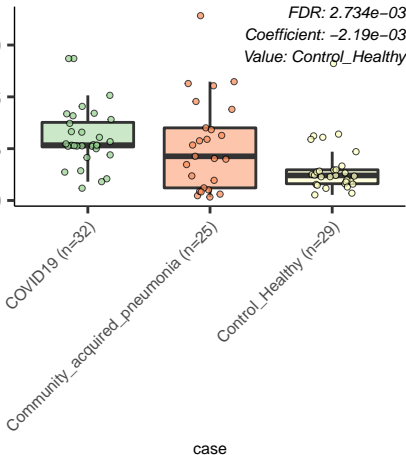 FDR: 2.734e−03
Coefficient: −2.19e−03
Value: Control_Healthy
COVID19 (n=32)
Community_acquired_pneumonia (n=25)
Control_Healthy (n=29)
case